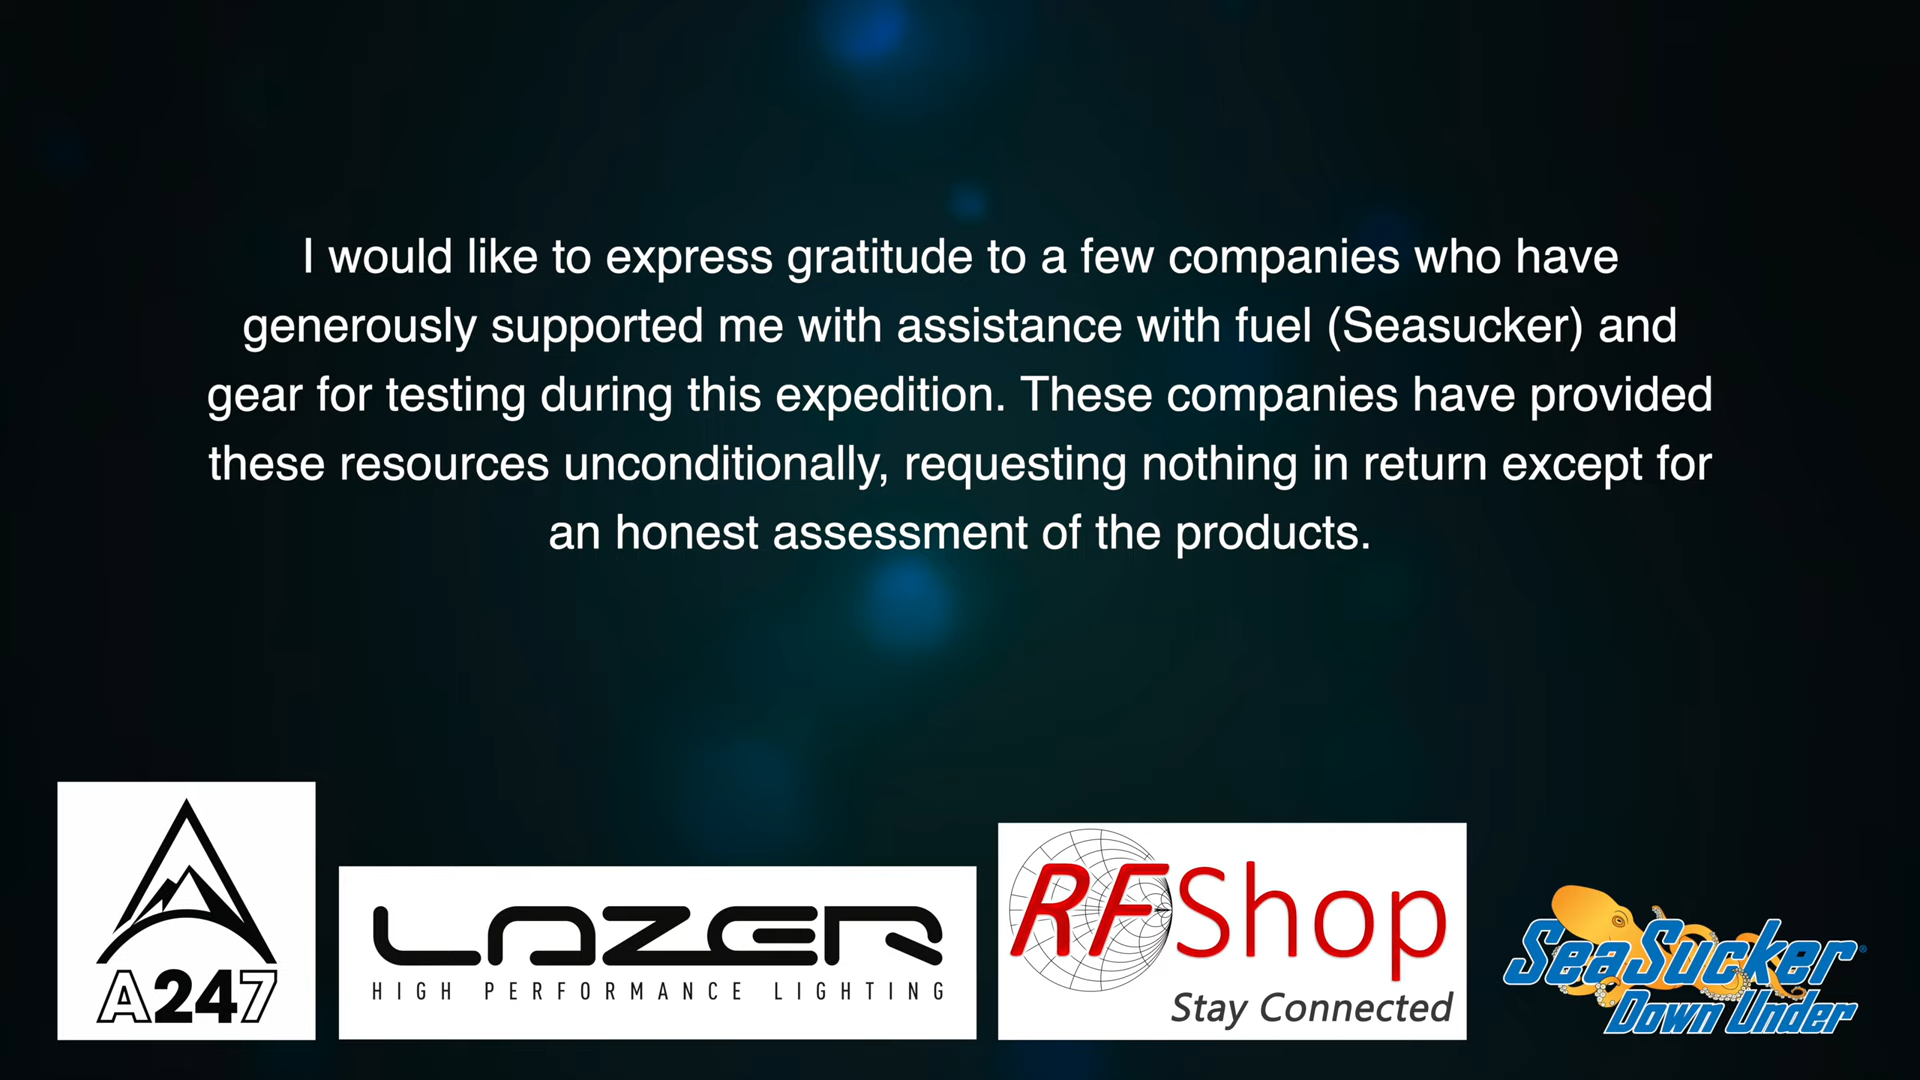 I would like to express gratitude to a few companies who have
generously supported me with assistance with fuel (Seasucker) and
gear for testing during this expedition. These companies have provided
these resources unconditionally, requesting nothing in return except for
an honest assessment of the products.
A247
LAZER
HIGH PERFORMANCE LIGHTING
RFShop
Stay Connected
SeaSucker®
Down Under